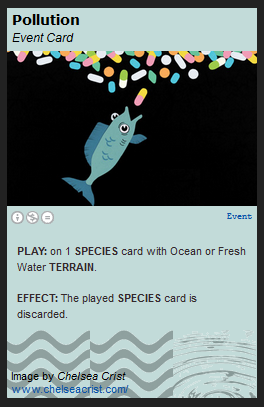 Pollution
Event Card
Event
PLAY: on 1 SPECIES card with Ocean or Fresh
Water TERRAIN.
EFFECT: The played SPECIES card is
discarded.
Image by Chelsea Crist
www.chelseacrist.com/